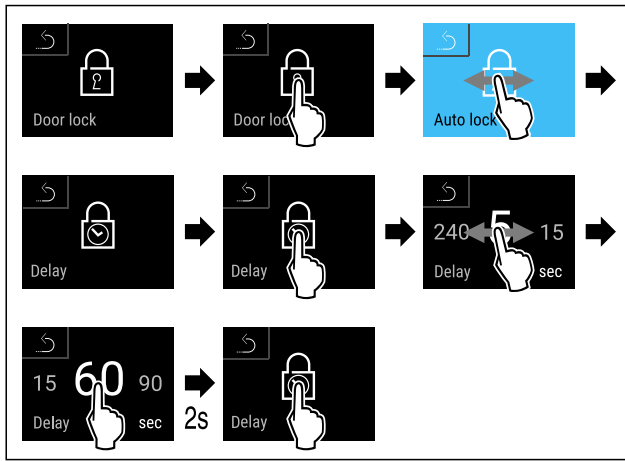 Door lock
Door loc
Auto lock
Delay
Delay
240 5 15
Delay sec
15 60 90
Delay sec
2s
Delay